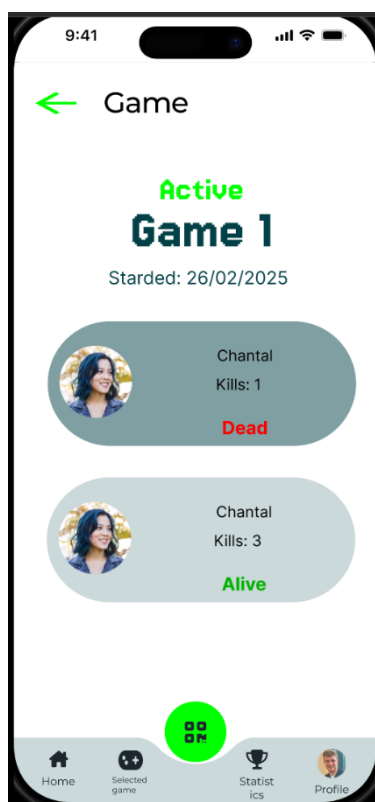 9:41
Game
Active
Game 1
Starded: 26/02/2025
Chantal
Kills: 1
Dead
Chantal
Kills: 3
Alive
Home
Selected
game
Statist
ics
Profile